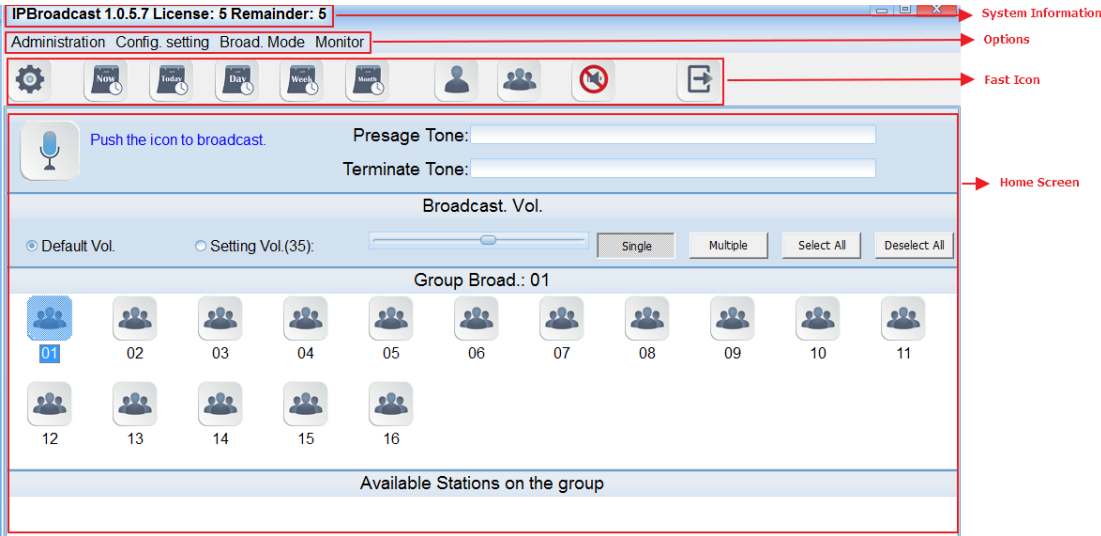 IPBroadcast 1.0.5.7 License: 5 Remainder: 5
System Information
Administration Config. setting Broad. Mode Monitor
Options
Now Today Day Week Month
Fast Icon
Push the icon to broadcast.
Presage Tone:
Terminate Tone:
Home Screen
Broadcast. Vol.
Default Vol. Setting Vol.(35): Single Multiple Select All Deselect All
Group Broad.: 01
01 02 03 04 05 06 07 08 09 10 11
12 13 14 15 16
Available Stations on the group